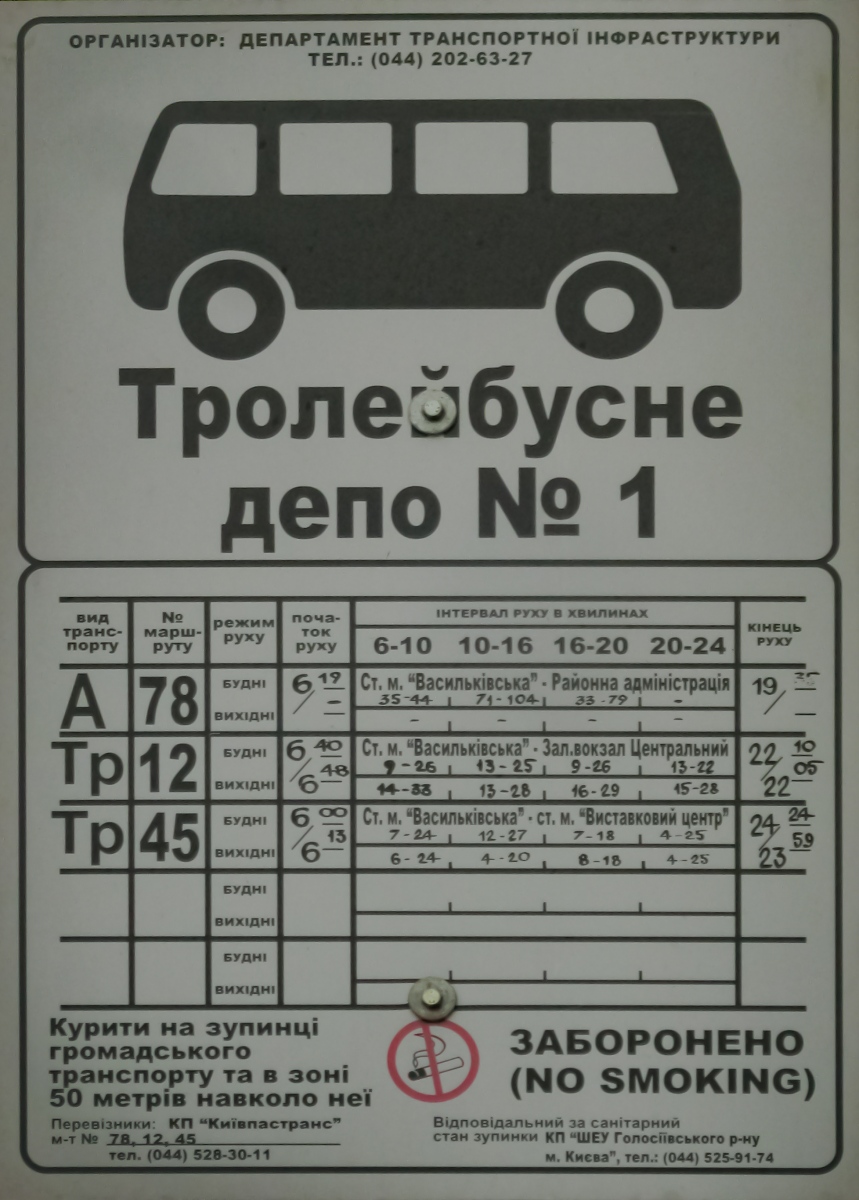 ОРГАНІЗАТОР: ДЕПАРТАМЕНТ ТРАНСПОРТНОЇ ІНФРАСТРУКТУРИ
ТЕЛ.: (044) 202-63-27
Тролейбусне
депо № 1
вид транс-порту № марш-руту режим руху поча-ток руху ІНТЕРВАЛ РУХУ В ХВИЛИНАХ КІНЕЦЬ РУХУ
6-10 10-16 16-20 20-24
А 78 БУДНІ 6 19 Ст. м. "Васильківська" - Районна адміністрація 19
35-44 71-104 33-79 -
ВИХІДНІ - - - - - -
Тр 12 БУДНІ 6 40 Ст. м. "Васильківська" - Зал.вокзал Центральний 22 10
9-26 13-25 9-26 13-22
ВИХІДНІ 6 48 14-33 13-28 16-29 15-28 22 05
Тр 45 БУДНІ 6 00 Ст. м. "Васильківська" - ст. м. "Виставковий центр" 24 24
7-24 12-27 7-18 4-25
ВИХІДНІ 6 13 6-24 4-20 8-18 4-25 23 59
БУДНІ
ВИХІДНІ
БУДНІ
ВИХІДНІ
Курити на зупинці
громадського
транспорту та в зоні
50 метрів навколо неї
ЗАБОРОНЕНО
(NO SMOKING)
Перевізники: КП "Київпастранс"
м-т № 78, 12, 45
тел. (044) 528-30-11
Відповідальний за санітарний
стан зупинки КП "ШЕУ Голосіївського р-ну
м. Києва", тел.: (044) 525-91-74